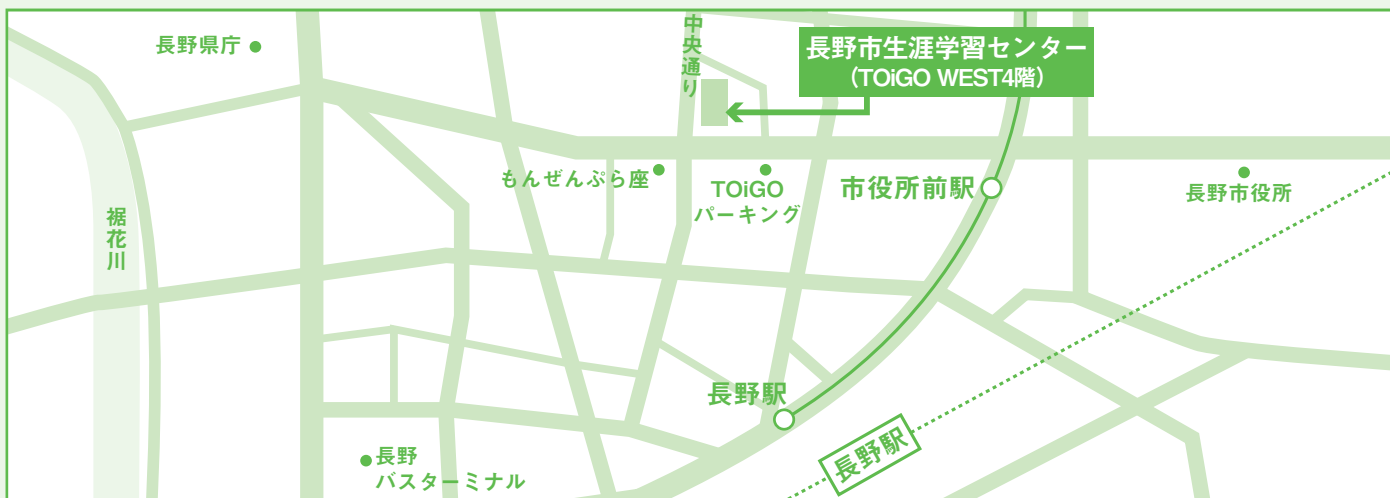 長野県庁
中央通り
長野市生涯学習センター
（TOiGO WEST4階）
もんぜんぷら座
TOiGO
パーキング
市役所前駅
長野市役所
裾花川
長野駅
長野駅
長野
バスターミナル